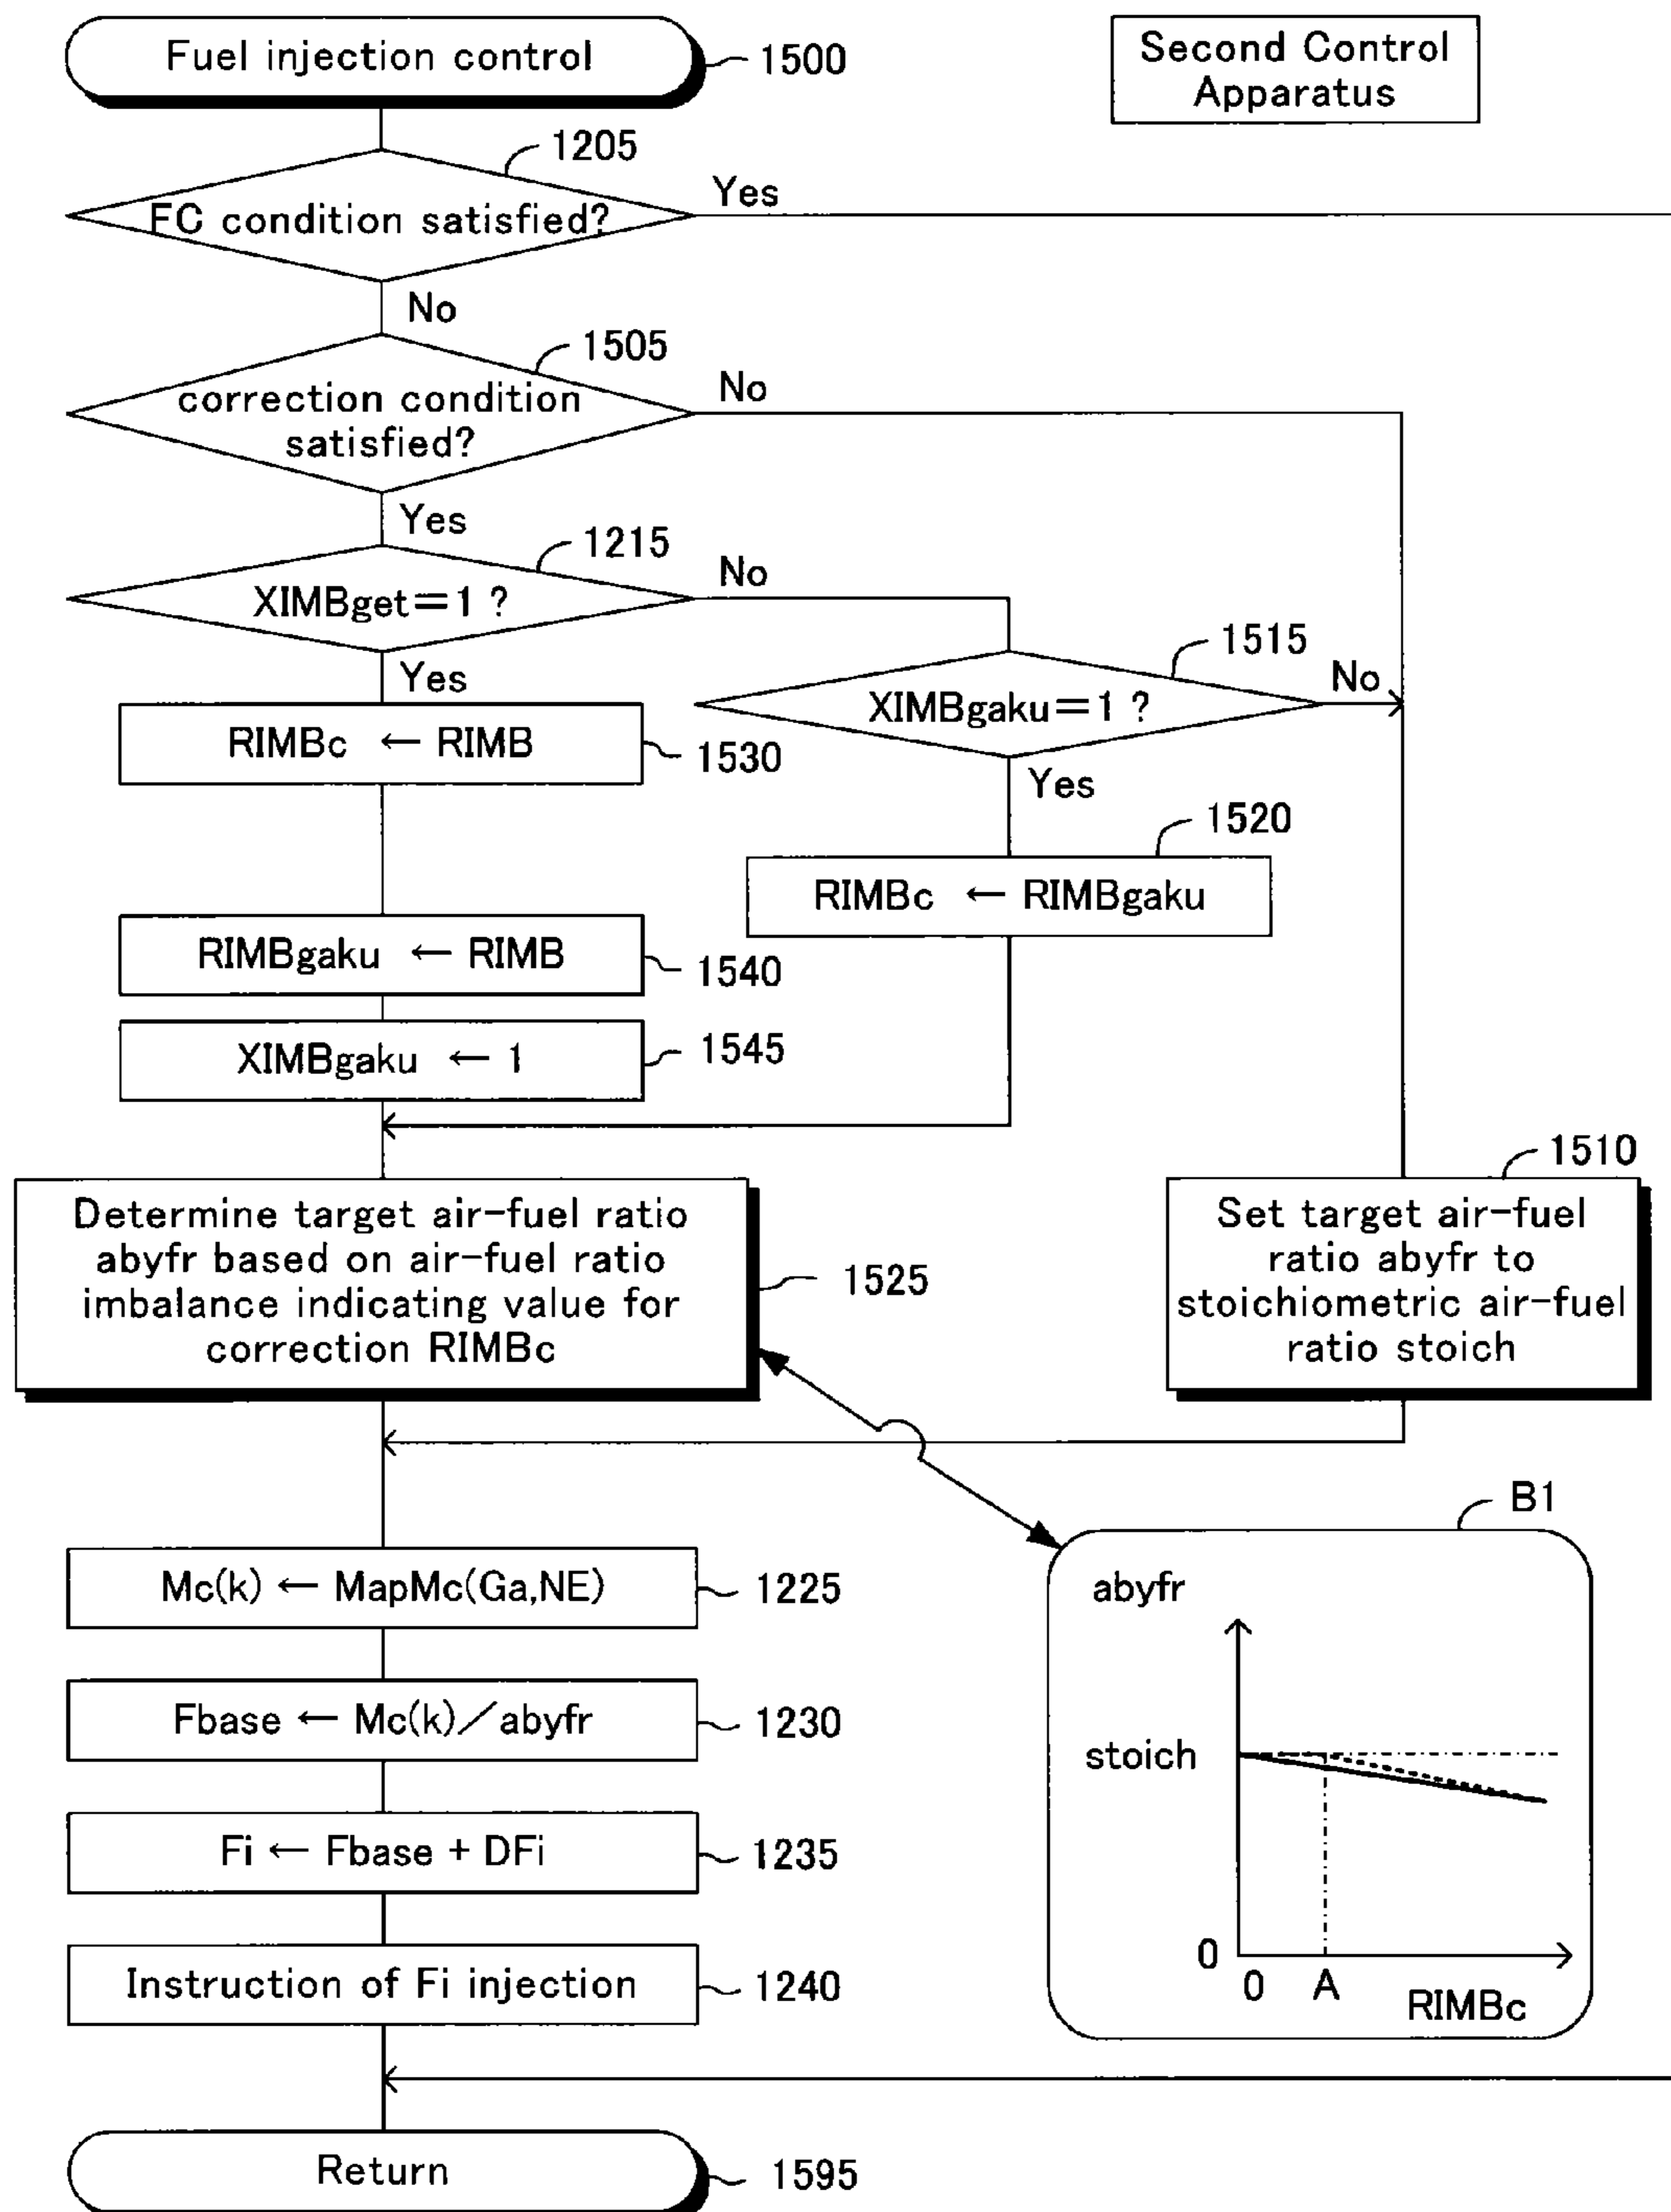 Fuel injection control
1500
Second Control
Apparatus
1205
FC condition satisfied?
Yes
No
1505
correction condition
satisfied?
No
Yes
1215
XIMBget=1 ?
No
Yes
1515
XIMBgaku=1 ?
No
Yes
RIMBc ← RIMB
1530
1520
RIMBc ← RIMBgaku
RIMBgaku ← RIMB
1540
XIMBgaku ← 1
1545
Determine target air-fuel ratio
abyfr based on air-fuel ratio
imbalance indicating value for
correction RIMBc
1525
1510
Set target air-fuel
ratio abyfr to
stoichiometric air-fuel
ratio stoich
B1
abyfr
stoich
0
0
A
RIMBc
Mc(k) ← MapMc(Ga,NE)
1225
Fbase ← Mc(k)/abyfr
1230
Fi ← Fbase + DFi
1235
Instruction of Fi injection
1240
Return
1595